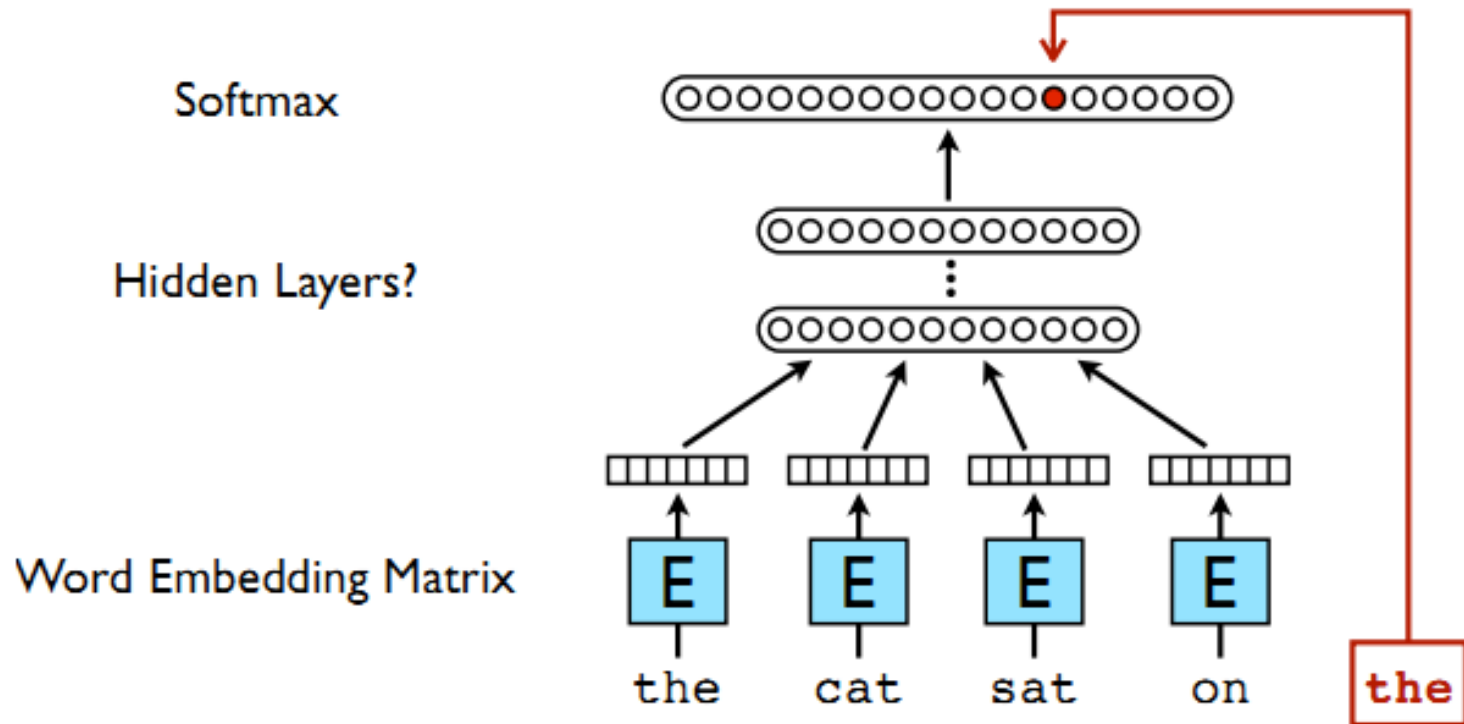 Softmax
Hidden Layers?
Word Embedding Matrix
E E E E
the cat sat on the